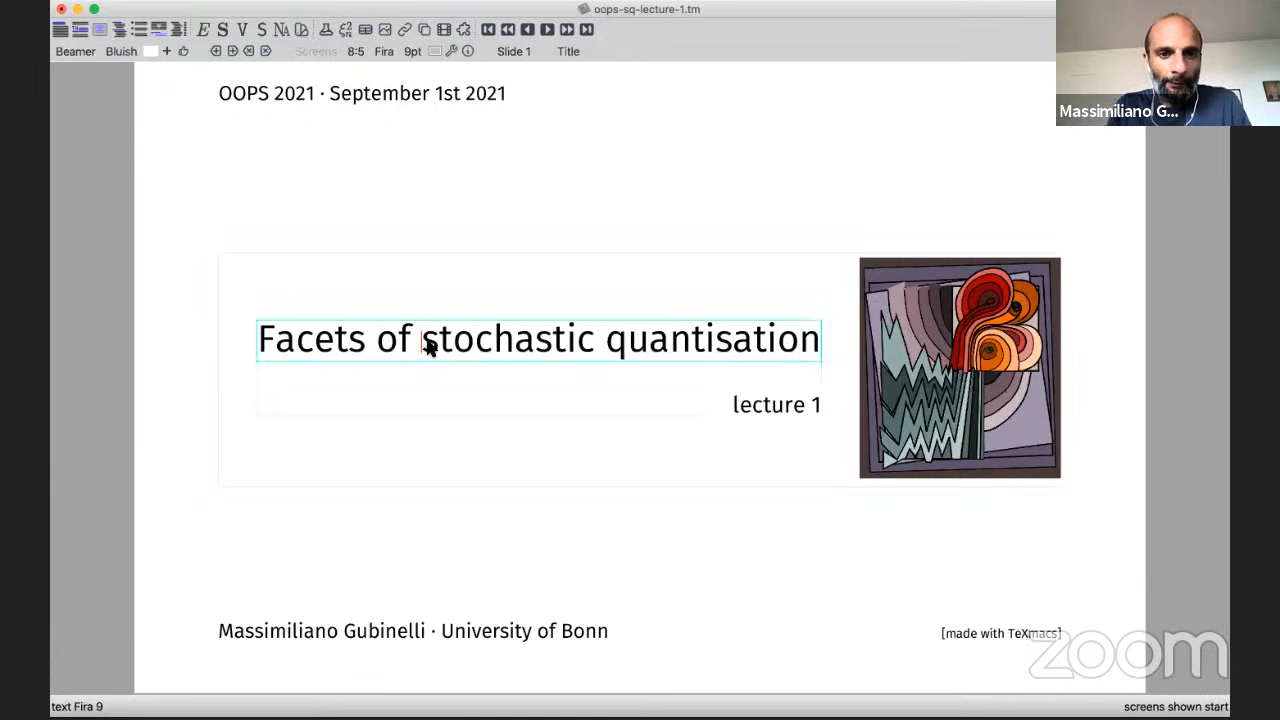 oops-sq-lecture-1.tm
Beamer Bluish Screens 8:5 Fira 9pt Slide 1 Title
OOPS 2021 · September 1st 2021
Massimiliano G...
Facets of stochastic quantisation
lecture 1
Massimiliano Gubinelli · University of Bonn
[made with TeXmacs]
zoom
text Fira 9
screens shown start